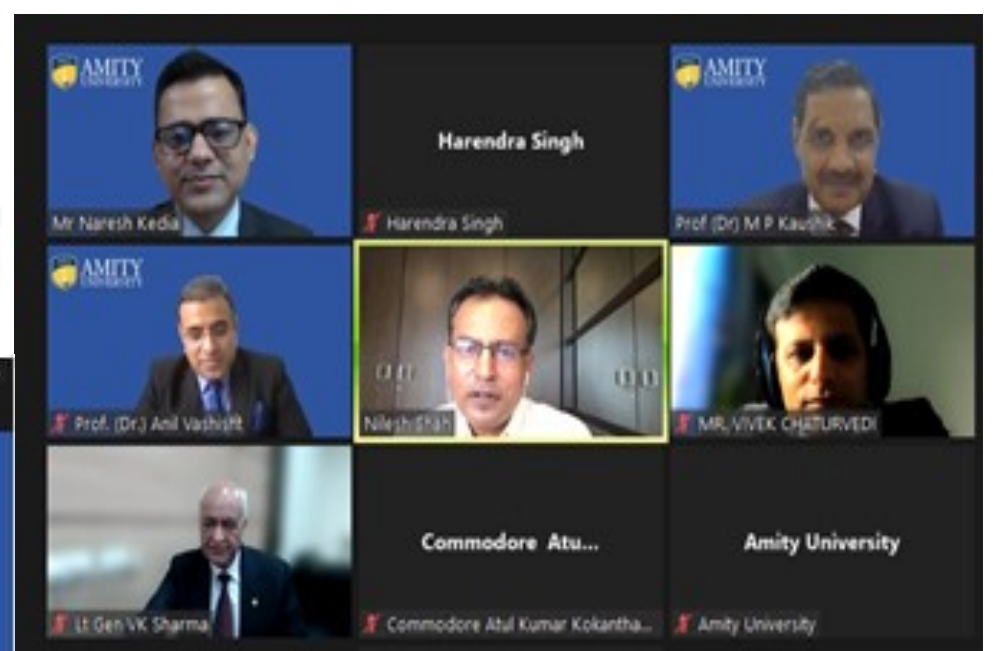 AMITY
UNIVERSITY
Mr Naresh Kedia
Harendra Singh
Harendra Singh
AMITY
UNIVERSITY
Prof (Dr) M P Kaushik
AMITY
UNIVERSITY
Prof. (Dr.) Anil Vashisht
Nilesh Shah
MR. VIVEK CHATURVEDI
Lt Gen VK Sharma
Commodore Atu...
Commodore Atul Kumar Kokantha...
Amity University
Amity University